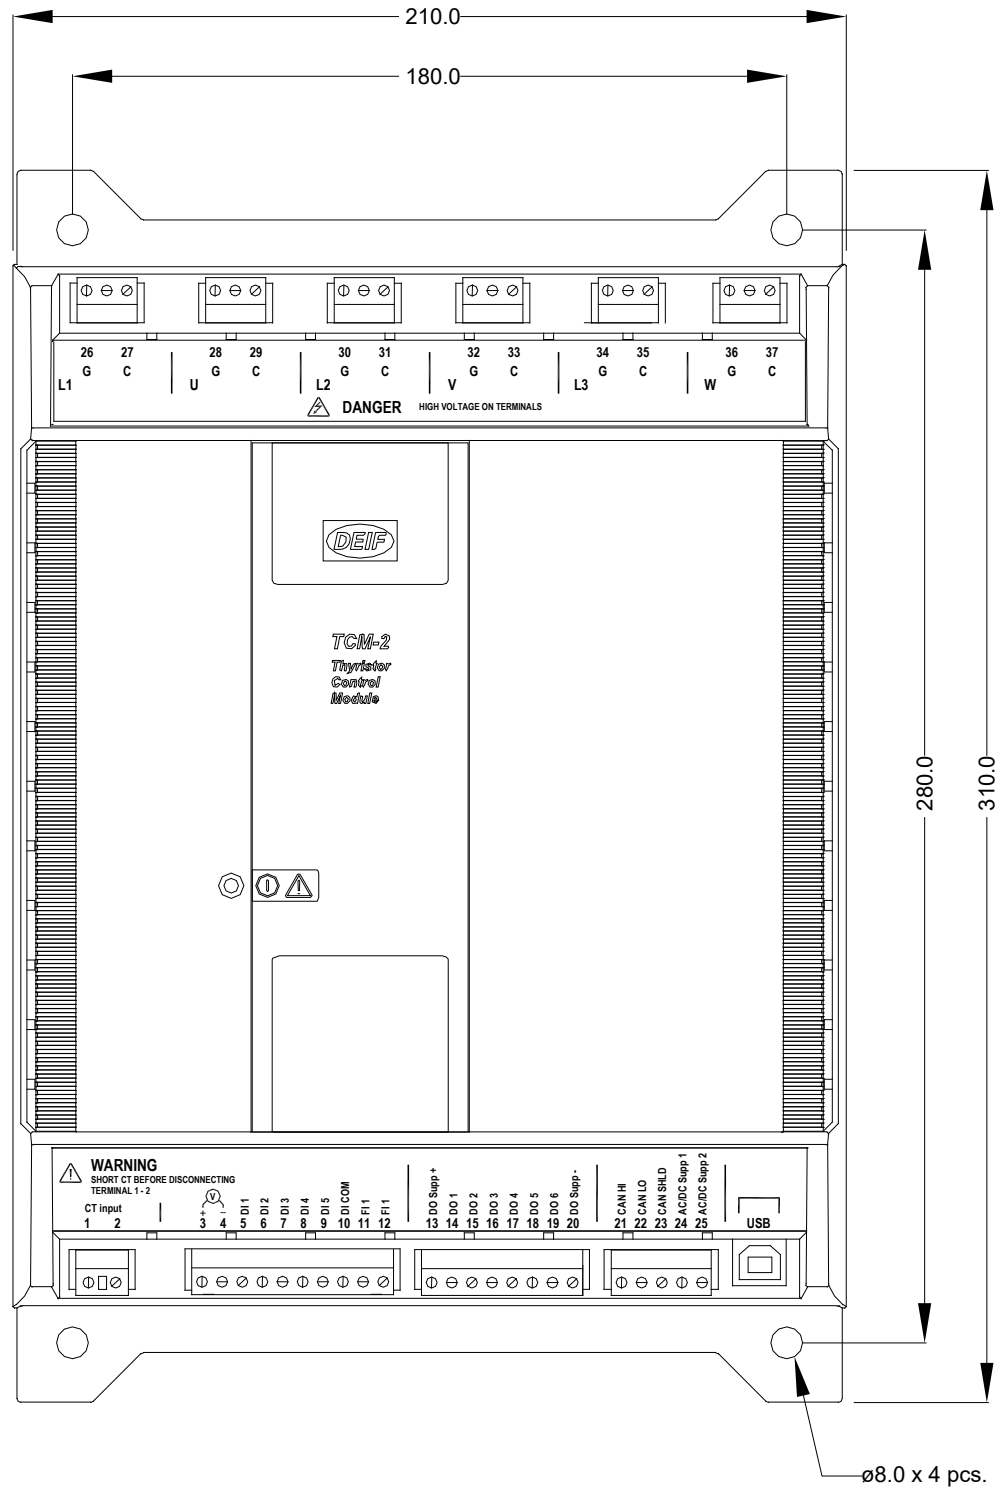 210.0
180.0
26 27 28 29 30 31 32 33 34 35 36 37
G C G C G C G C G C G C
L1 U L2 V L3 W
DANGER HIGH VOLTAGE ON TERMINALS
DEIF
TCM-2
Thyristor
Control
Module
280.0
310.0
WARNING
SHORT CT BEFORE DISCONNECTING
TERMINAL 1 - 2
CT input
1 2
V
+ -
DI 1 DI 2 DI 3 DI 4 DI 5 DI COM FI 1 FI 1
3 4 5 6 7 8 9 10 11 12
DO Supp + DO 1 DO 2 DO 3 DO 4 DO 5 DO 6 DO Supp -
13 14 15 16 17 18 19 20
CAN HI CAN LO CAN SHLD AC/DC Supp 1 AC/DC Supp 2
21 22 23 24 25
USB
ø8.0 x 4 pcs.